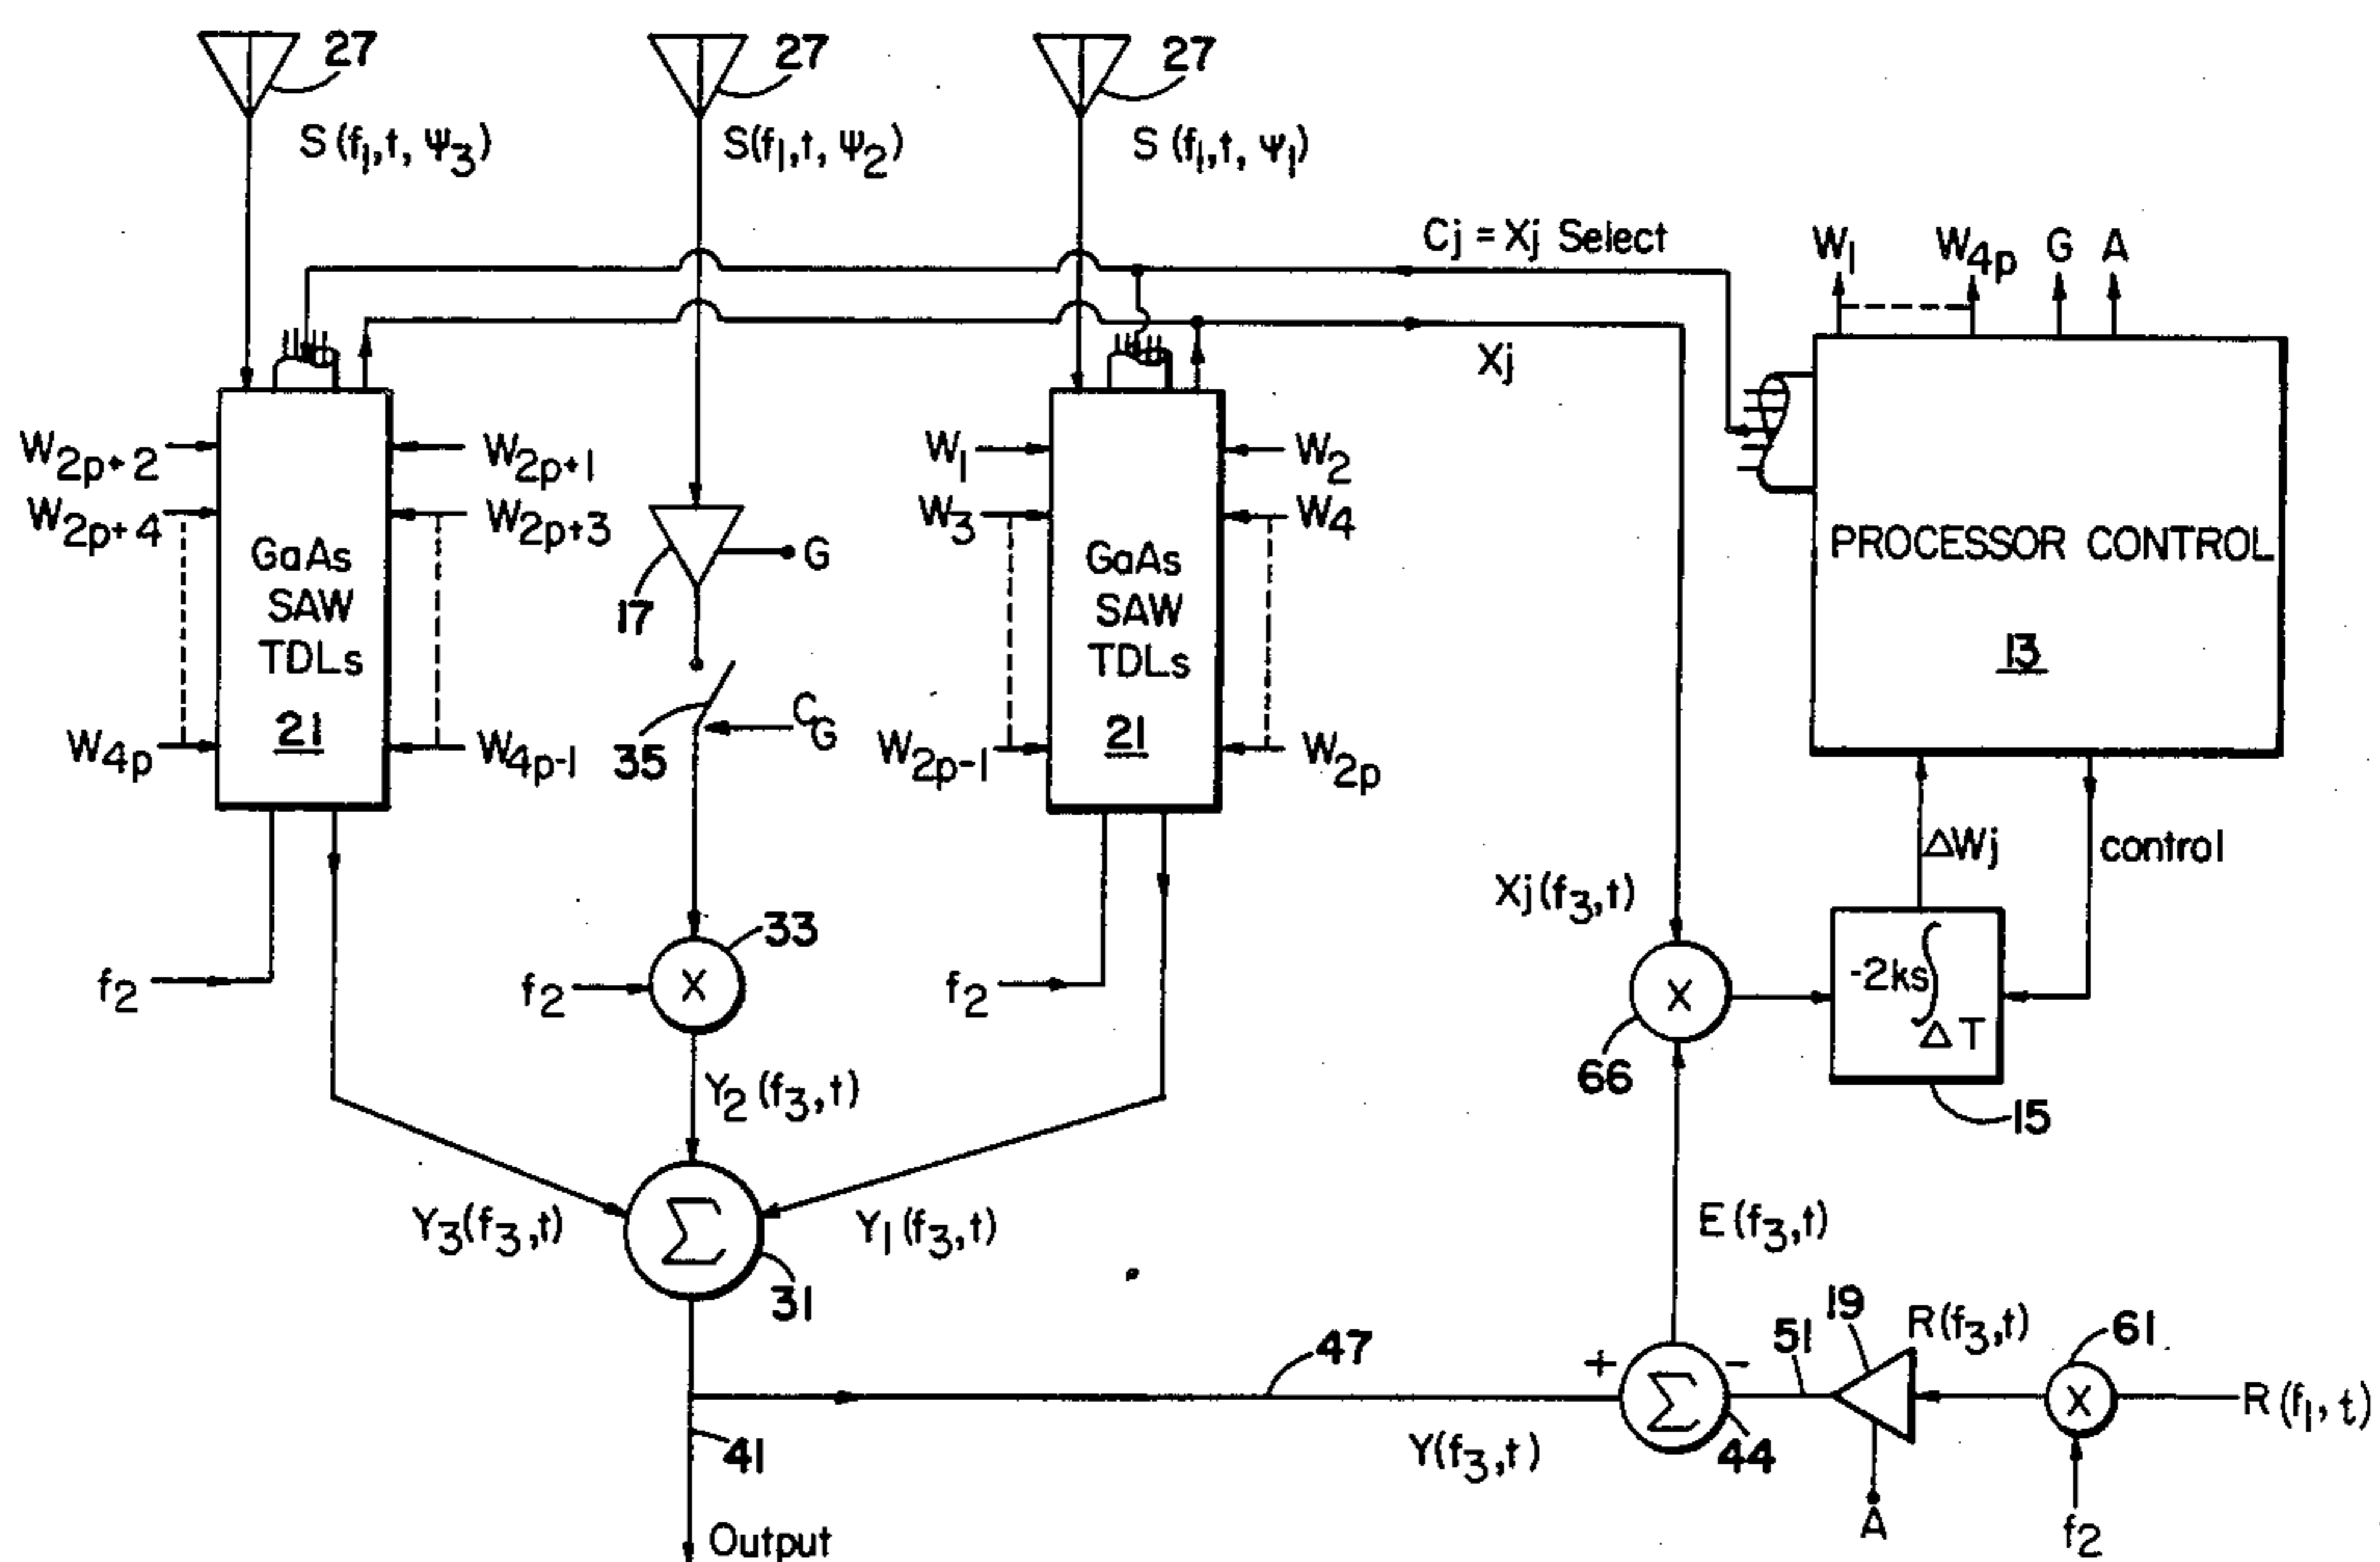 27 27 27
S(f₁,t, ψ₃) S(f₁,t, ψ₂) S(f₁,t, ψ₁)
Cj = Xj Select
Xj
W₁ W₄ₚ G A
PROCESSOR CONTROL
13
W₂ₚ₊₂ W₂ₚ₊₁
W₂ₚ₊₄ W₂ₚ₊₃
GaAs
SAW
TDLs
21
W₄ₚ W₄ₚ₋₁
G
17
35
C_G
W₁ W₂
W₃ W₄
GaAs
SAW
TDLs
21
W₂ₚ₋₁ W₂ₚ
f₂
f₂
X
33
f₂
Y₂(f₃,t)
Y₃(f₃,t)
Σ
Y₁(f₃,t)
31
ΔWj
control
Xj(f₃,t)
X
66
-2ks∫
ΔT
15
E(f₃,t)
47
Y(f₃,t)
+ -
Σ
44
51
19
R(f₃,t)
A
61
X
R(f₁,t)
f₂
41
Output